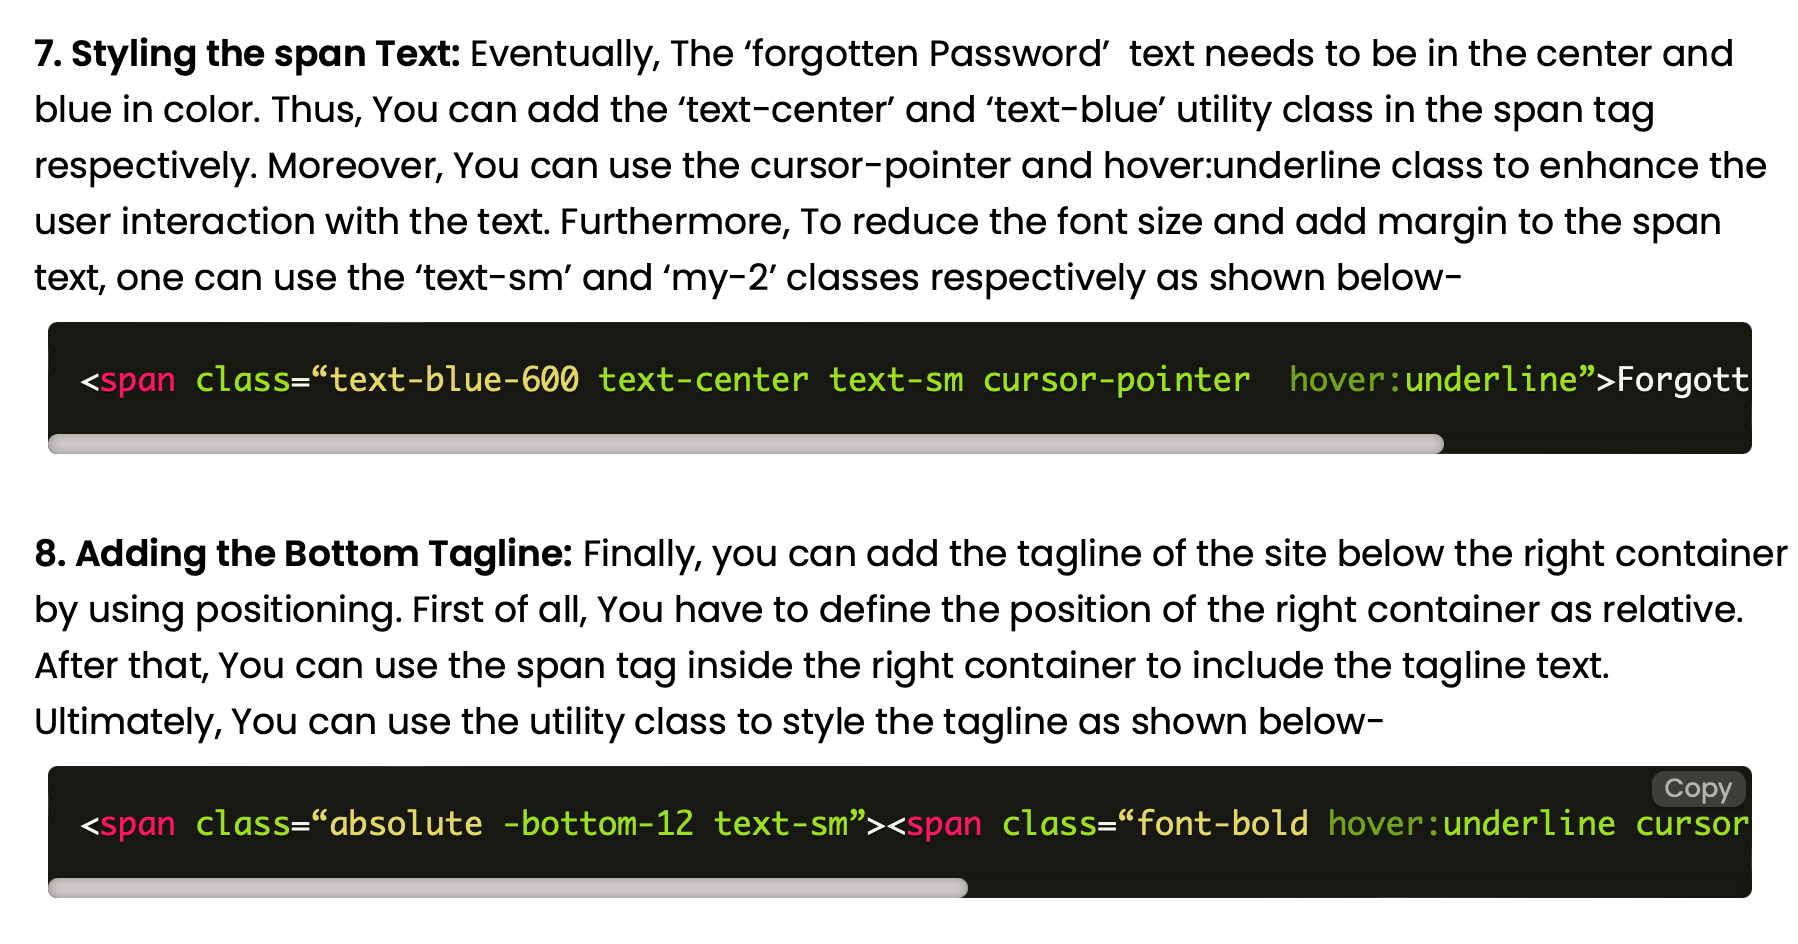 7. Styling the span Text: Eventually, The ‘forgotten Password’  text needs to be in the center and
blue in color. Thus, You can add the ‘text-center’ and ‘text-blue’ utility class in the span tag
respectively. Moreover, You can use the cursor-pointer and hover:underline class to enhance the
user interaction with the text. Furthermore, To reduce the font size and add margin to the span
text, one can use the ‘text-sm’ and ‘my-2’ classes respectively as shown below-
<span class=“text-blue-600 text-center text-sm cursor-pointer  hover:underline”>Forgott
8. Adding the Bottom Tagline: Finally, you can add the tagline of the site below the right container
by using positioning. First of all, You have to define the position of the right container as relative.
After that, You can use the span tag inside the right container to include the tagline text.
Ultimately, You can use the utility class to style the tagline as shown below-
Copy
<span class=“absolute -bottom-12 text-sm”><span class=“font-bold hover:underline cursor